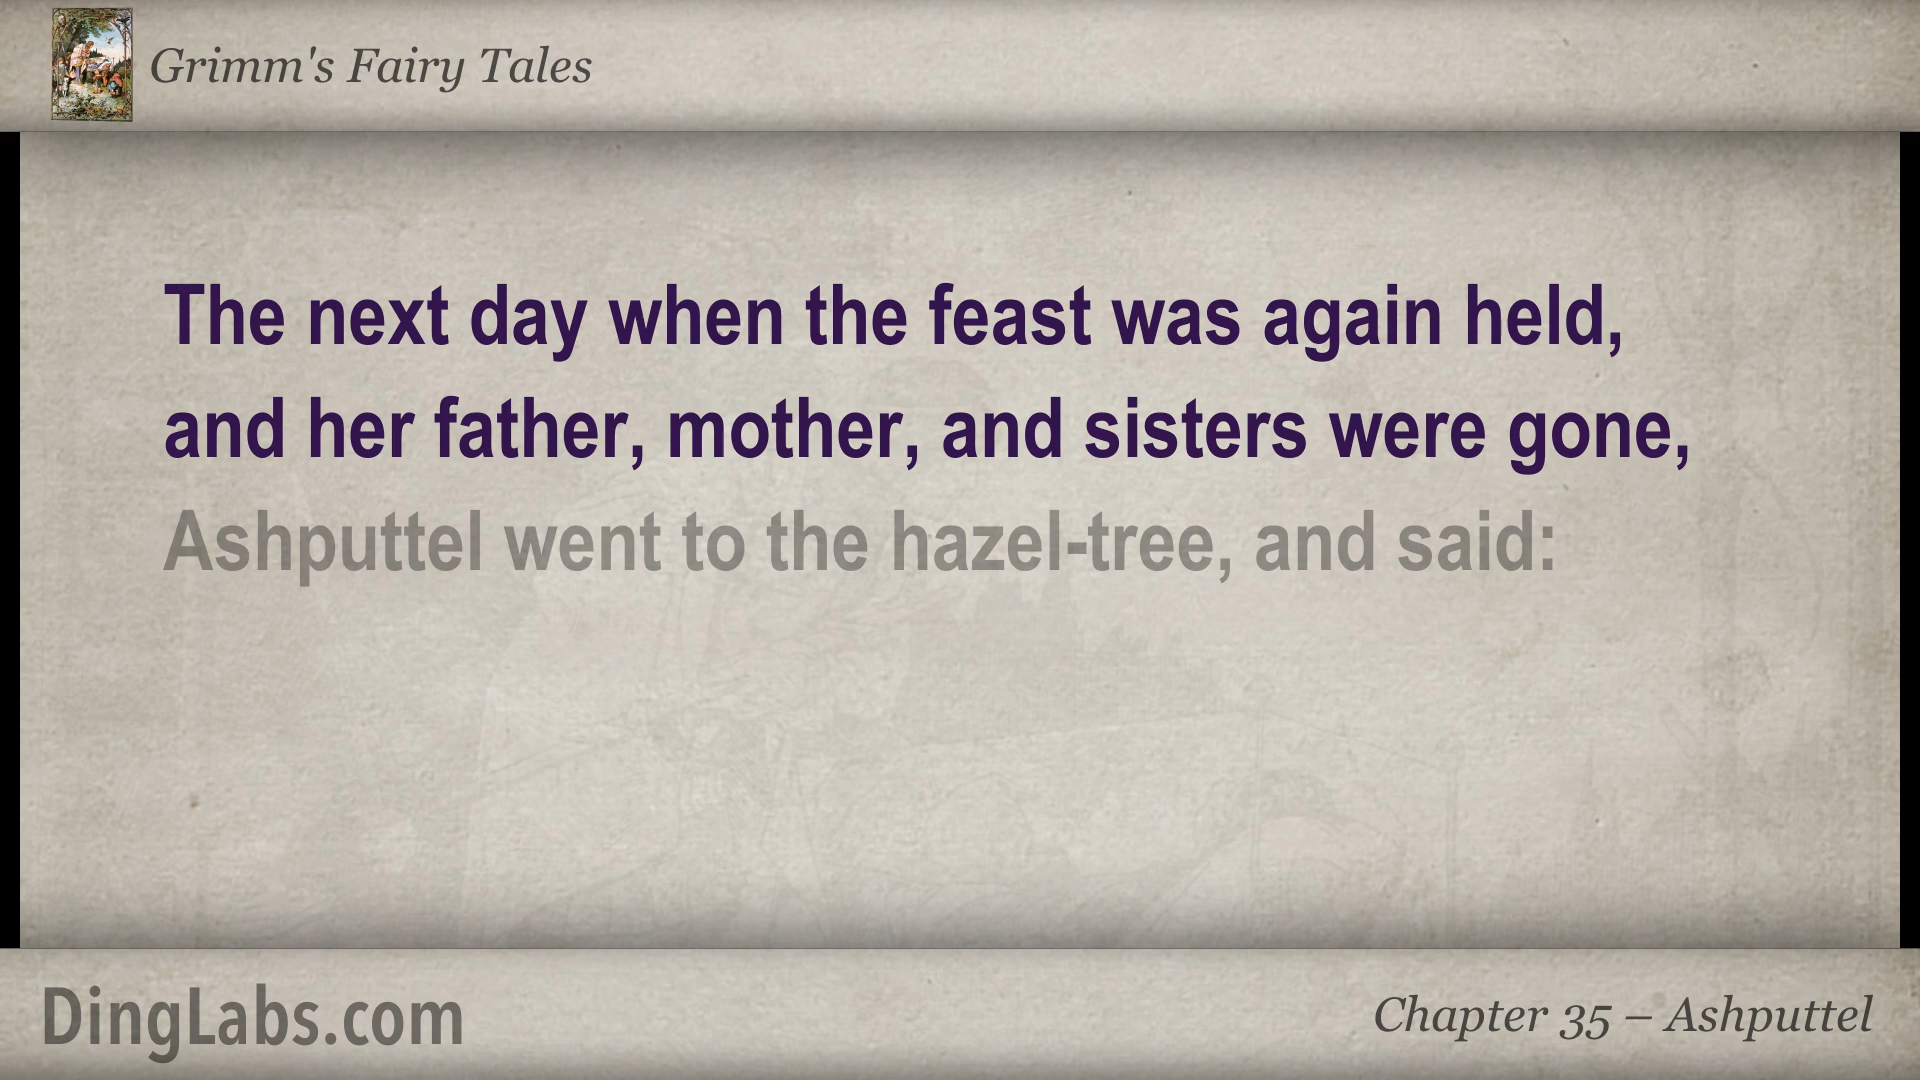 Grimm's Fairy Tales
The next day when the feast was again held,
and her father, mother, and sisters were gone,
Ashputtel went to the hazel-tree, and said:
DingLabs.com
Chapter 35 – Ashputtel